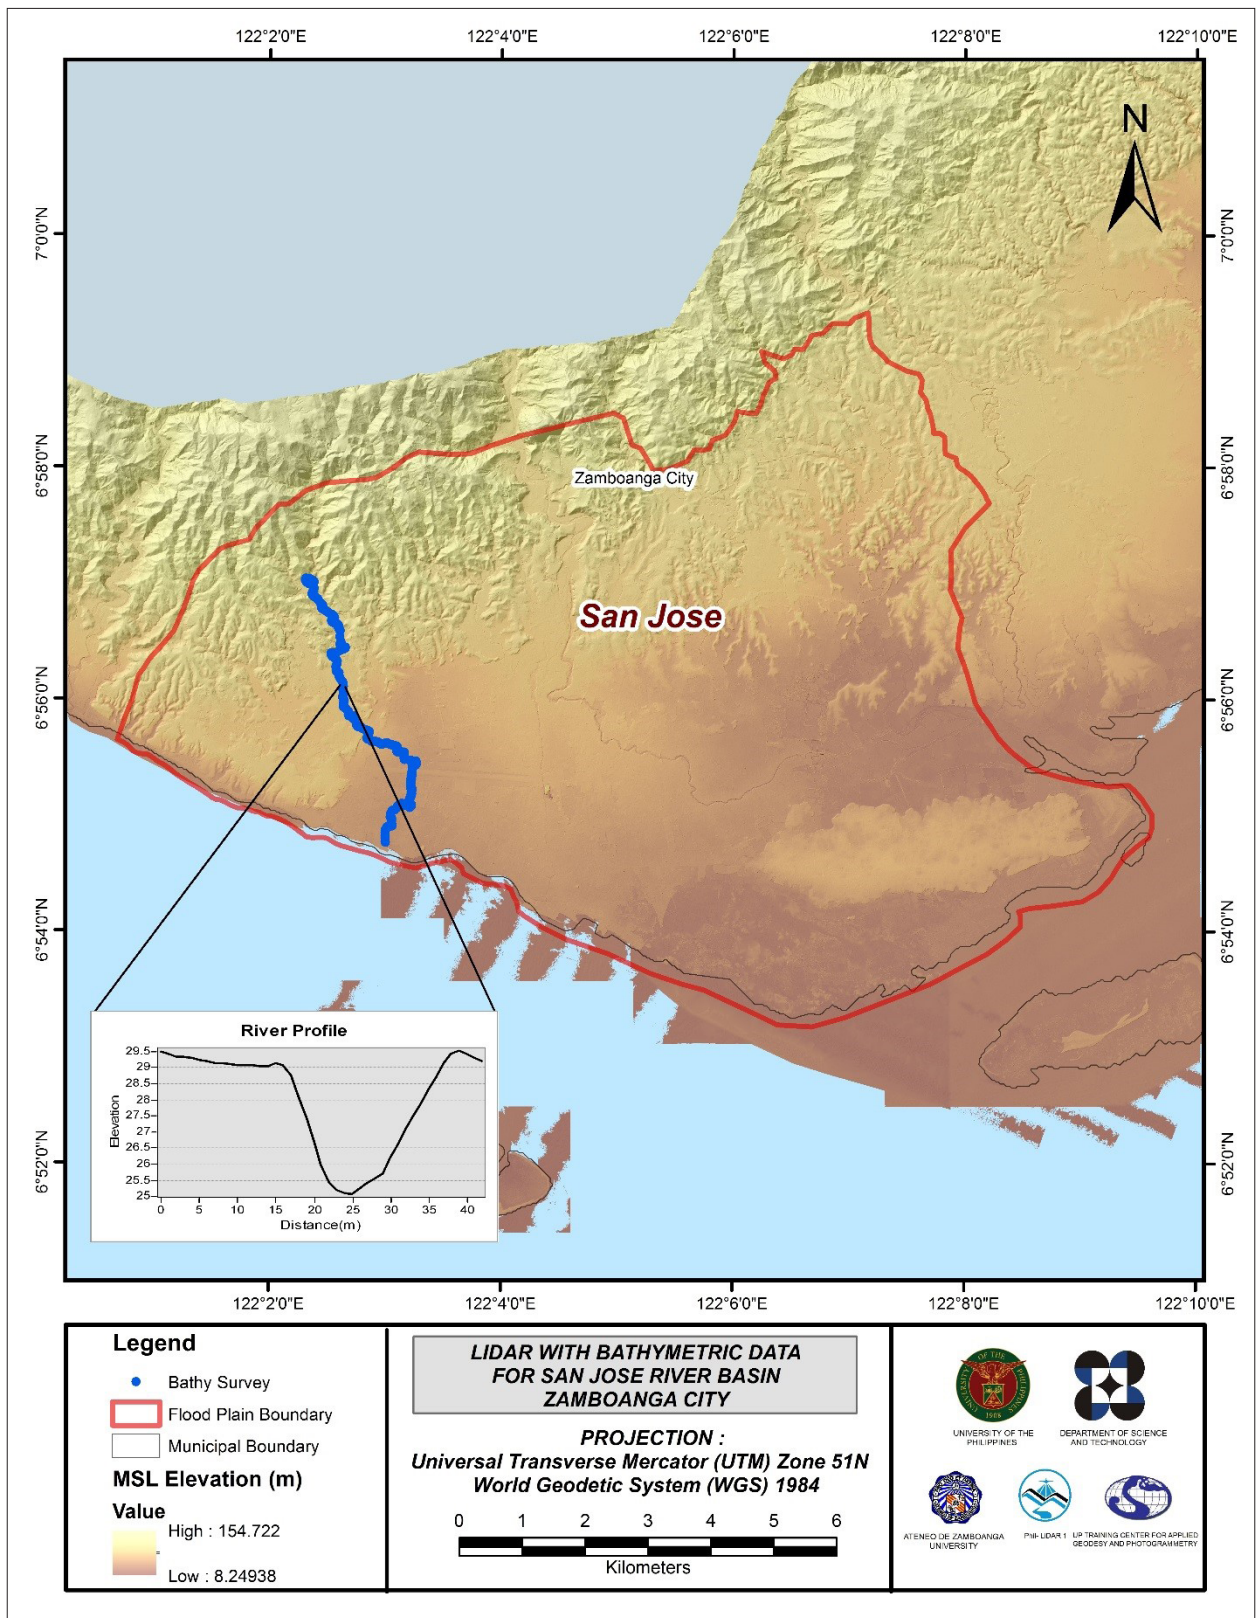 122°2'0"E
122°4'0"E
122°6'0"E
122°8'0"E
122°10'0"E
N
7°0'0"N
7°0'0"N
6°58'0"N
6°58'0"N
Zamboanga City
San Jose
6°56'0"N
6°56'0"N
6°54'0"N
6°54'0"N
River Profile
29.5
29
28.5
28
27.5
27
26.5
26
25.5
25
Elevation
0 5 10 15 20 25 30 35 40
Distance(m)
6°52'0"N
6°52'0"N
122°2'0"E
122°4'0"E
122°6'0"E
122°8'0"E
122°10'0"E
Legend
Bathy Survey
Flood Plain Boundary
Municipal Boundary
MSL Elevation (m)
Value
High : 154.722
Low : 8.24938
LIDAR WITH BATHYMETRIC DATA
FOR SAN JOSE RIVER BASIN
ZAMBOANGA CITY
PROJECTION :
Universal Transverse Mercator (UTM) Zone 51N
World Geodetic System (WGS) 1984
0 1 2 3 4 5 6
Kilometers
UNIVERSITY OF THE PHILIPPINES
1908
UNIVERSITY OF THE
PHILIPPINES
DEPARTMENT OF SCIENCE
AND TECHNOLOGY
ATENEO DE ZAMBOANGA
UNIVERSITY
Phil- LiDAR 1
UP TRAINING CENTER FOR APPLIED
GEODESY AND PHOTOGRAMMETRY